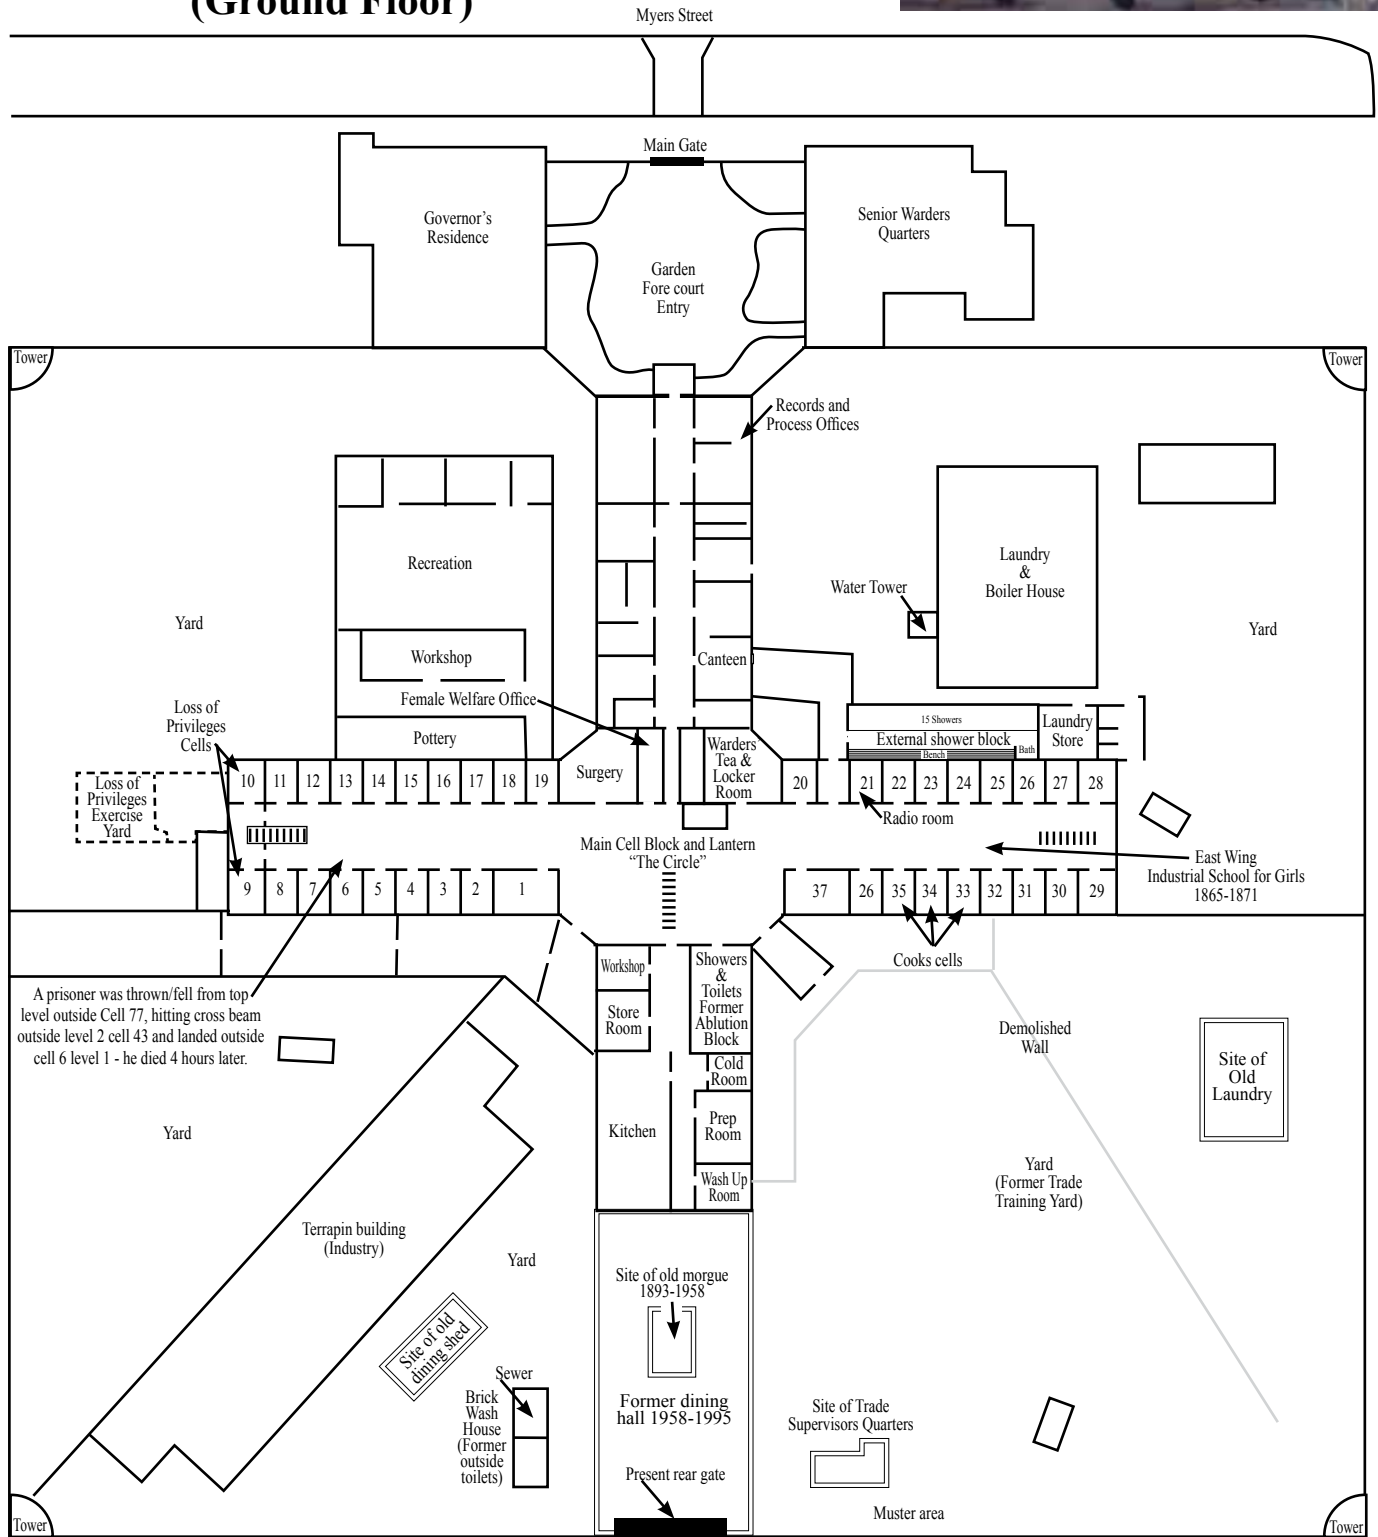 (Ground Floor)
Myers Street
Main Gate
Governor's
Residence
Senior Warders
Quarters
Garden
Fore court
Entry
Tower
Tower
Records and
Process Offices
Recreation
Laundry
&
Boiler House
Water Tower
Yard
Yard
Workshop
Canteen
Female Welfare Office
Loss of
Privileges
Cells
Pottery
15 Showers
External shower block
Bench
Bath
Laundry
Store
Surgery
Warders'
Tea &
Locker
Room
10 11 12 13 14 15 16 17 18 19
20 21 22 23 24 25 26 27 28
Loss of
Privileges
Exercise
Yard
Radio room
Main Cell Block and Lantern
“The Circle”
East Wing
Industrial School for Girls
1865-1871
9 8 7 6 5 4 3 2 1
37 26 35 34 33 32 31 30 29
Cooks cells
Workshop
Store
Room
Showers
&
Toilets
Former
Ablution
Block
A prisoner was thrown/fell from top
level outside Cell 77, hitting cross beam
outside level 2 cell 43 and landed outside
cell 6 level 1 - he died 4 hours later.
Demolished
Wall
Site of
Old
Laundry
Cold
Room
Kitchen
Prep
Room
Wash Up
Room
Yard
Yard
(Former Trade
Training Yard)
Terrapin building
(Industry)
Yard
Site of old morgue
1893-1958
Site of old
dining shed
Sewer
Brick
Wash
House
(Former
outside
toilets)
Former dining
hall 1958-1995
Site of Trade
Supervisors Quarters
Present rear gate
Muster area
Tower
Tower